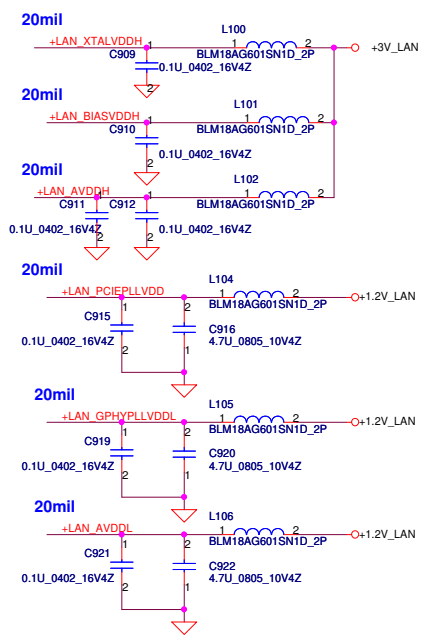 20mil
L100
+LAN_XTALVDDH 1 2 +3V_LAN
C909 1 BLM18AG601SN1D_2P
0.1U_0402_16V4Z
2
20mil
L101
+LAN_BIASVDDH 1 2
C910 1 BLM18AG601SN1D_2P
0.1U_0402_16V4Z
2
20mil
L102
+LAN_AVDDH 1 2
C911 1 C912 1 BLM18AG601SN1D_2P
0.1U_0402_16V4Z 0.1U_0402_16V4Z
2 2
20mil
L104
+LAN_PCIEPLLVDD 1 2 +1.2V_LAN
1 2 BLM18AG601SN1D_2P
C915 C916
0.1U_0402_16V4Z 4.7U_0805_10V4Z
2 1
20mil
L105
+LAN_GPHYPLLVDDL 1 2 +1.2V_LAN
1 2 BLM18AG601SN1D_2P
C919 C920
0.1U_0402_16V4Z 4.7U_0805_10V4Z
2 1
20mil
L106
+LAN_AVDDL 1 2 +1.2V_LAN
1 2 BLM18AG601SN1D_2P
C921 C922
0.1U_0402_16V4Z 4.7U_0805_10V4Z
2 1